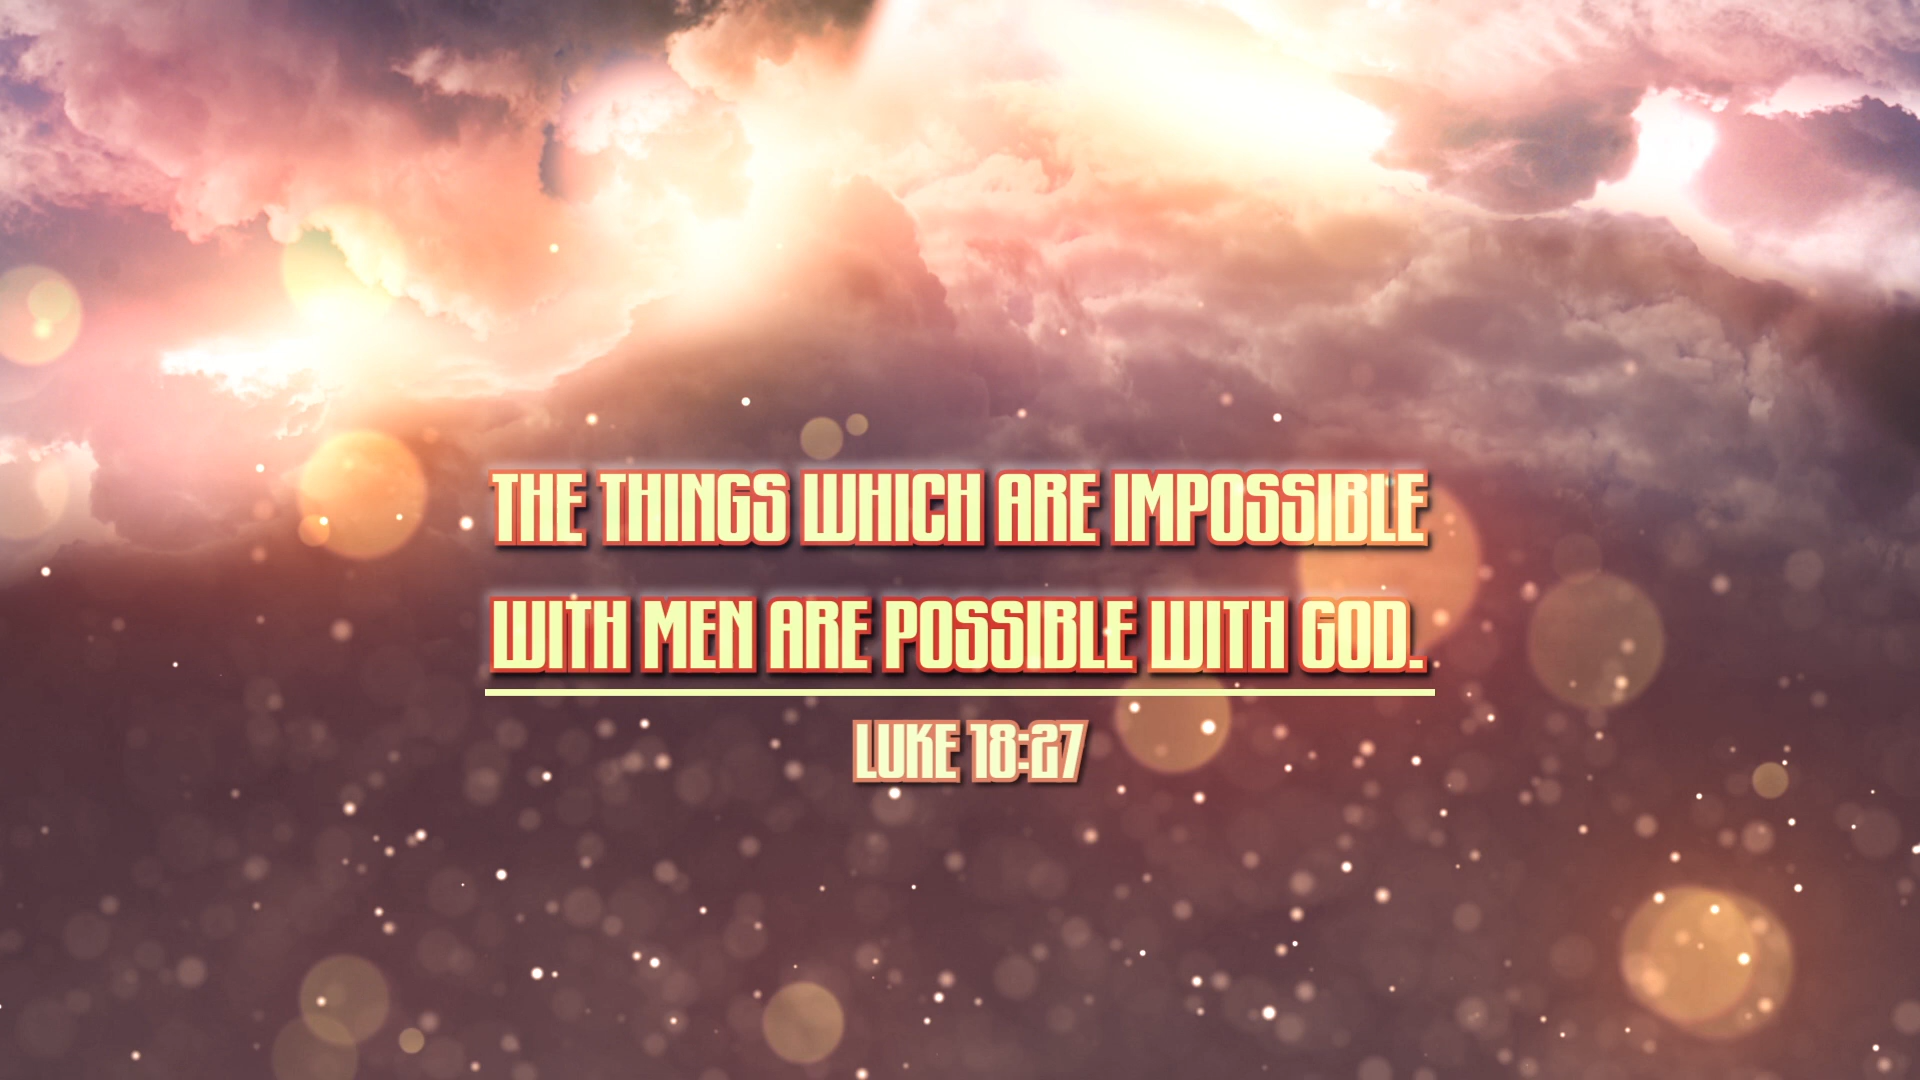 THE THINGS WHICH ARE IMPOSSIBLE
WITH MEN ARE POSSIBLE WITH GOD.
LUKE 18:27